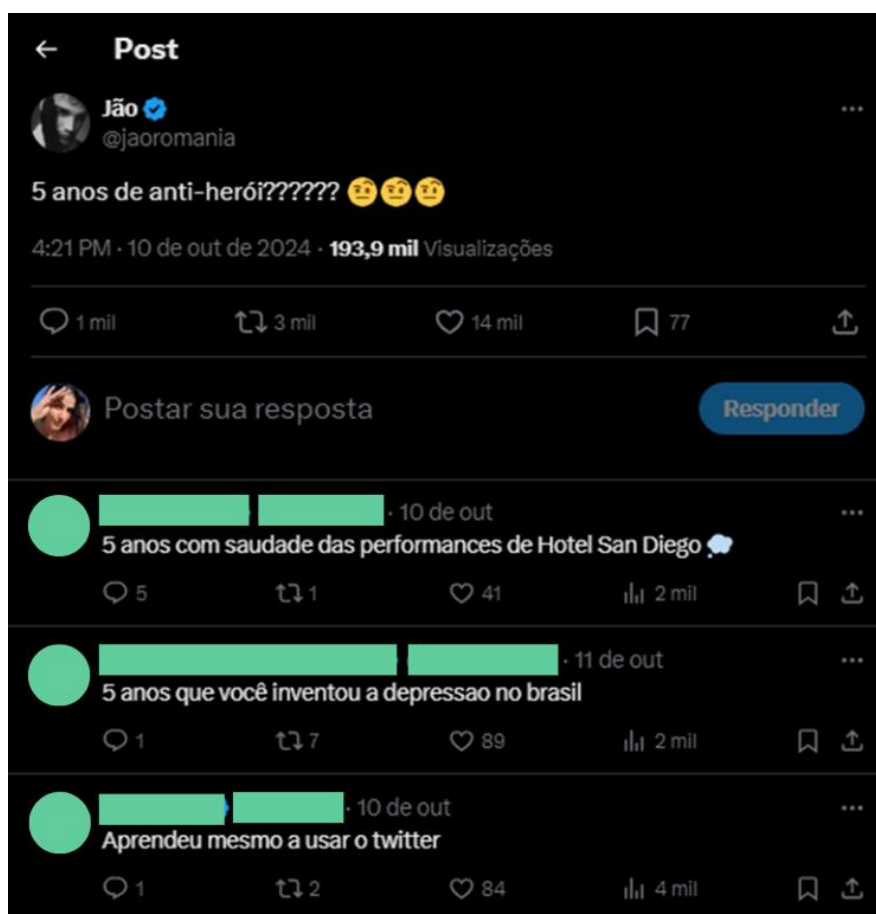 Post
Jão
@jaoromania
5 anos de anti-herói?????? 🤨🤨🤨
4:21 PM · 10 de out de 2024 · 193,9 mil Visualizações
1 mil 3 mil 14 mil 77
Postar sua resposta Responder
· 10 de out
5 anos com saudade das performances de Hotel San Diego 💭
5 1 41 2 mil
· 11 de out
5 anos que você inventou a depressao no brasil
1 7 89 2 mil
· 10 de out
Aprendeu mesmo a usar o twitter
1 2 84 4 mil